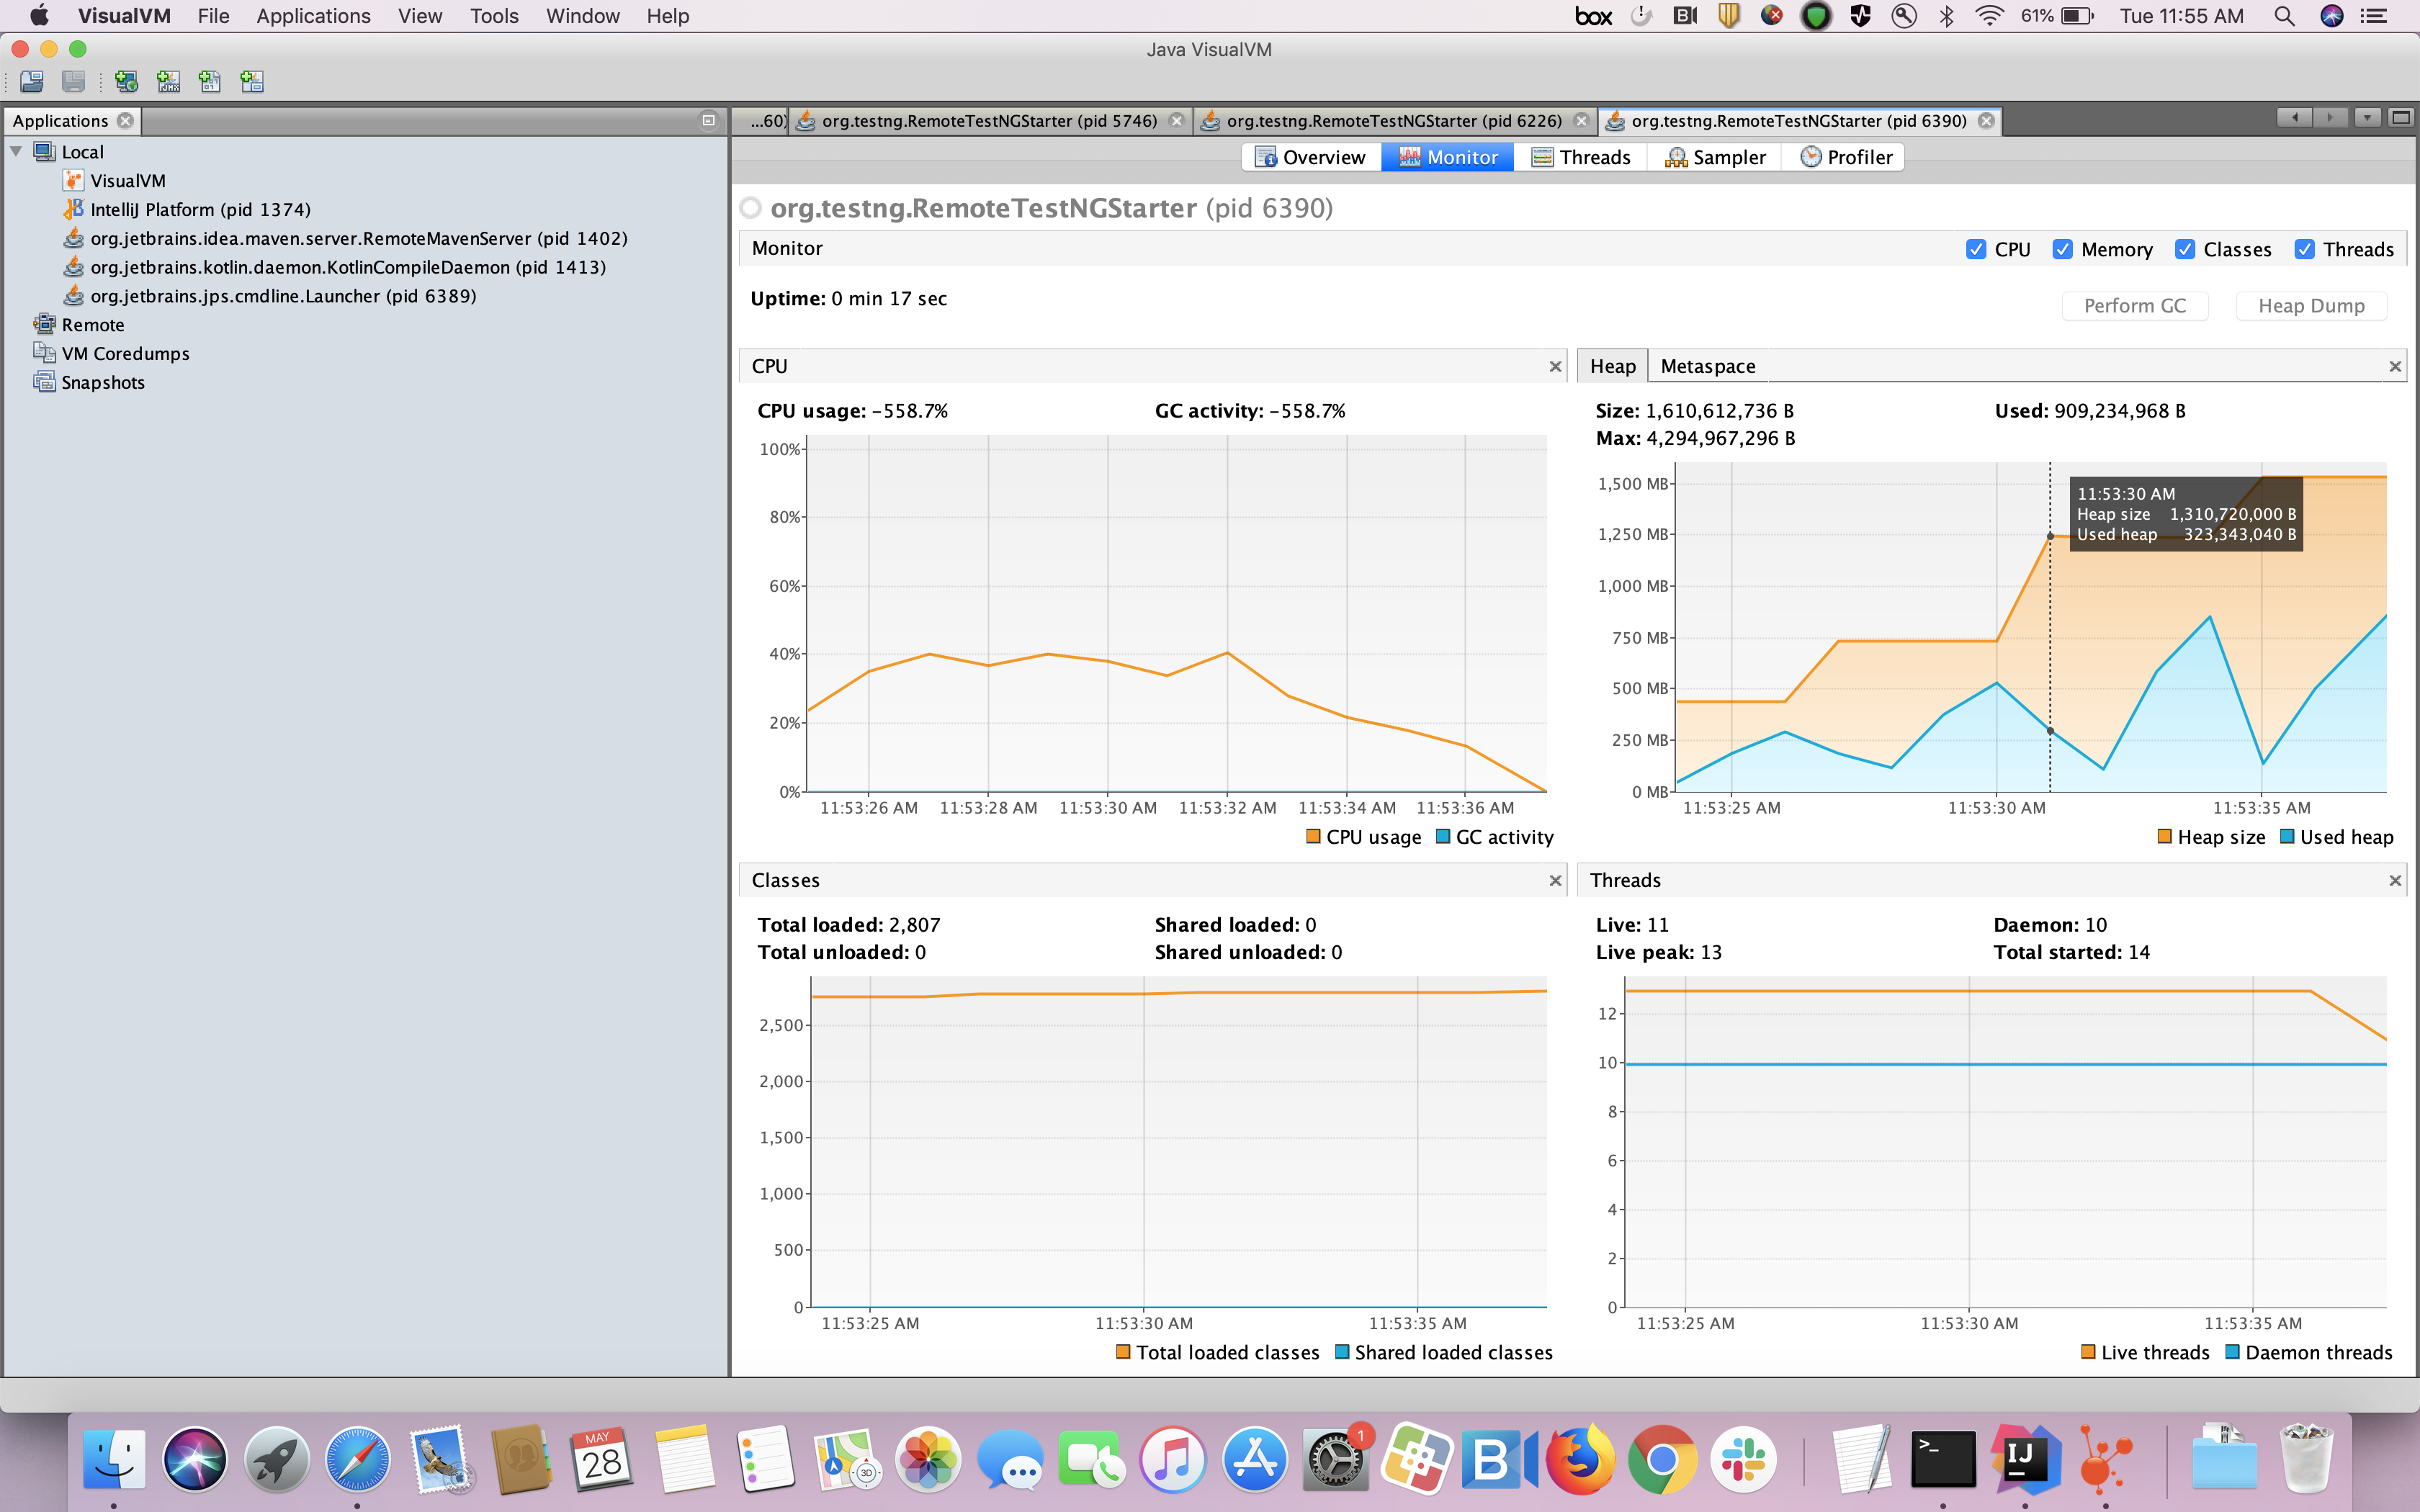 VisualVM File Applications View Tools Window Help box 61% Tue 11:55 AM
Java VisualVM
Applications
...60) org.testng.RemoteTestNGStarter (pid 5746) org.testng.RemoteTestNGStarter (pid 6226) org.testng.RemoteTestNGStarter (pid 6390)
Local
VisualVM
IntelliJ Platform (pid 1374)
org.jetbrains.idea.maven.server.RemoteMavenServer (pid 1402)
org.jetbrains.kotlin.daemon.KotlinCompileDaemon (pid 1413)
org.jetbrains.jps.cmdline.Launcher (pid 6389)
Remote
VM Coredumps
Snapshots
Overview Monitor Threads Sampler Profiler
org.testng.RemoteTestNGStarter (pid 6390)
Monitor CPU Memory Classes Threads
Uptime: 0 min 17 sec Perform GC Heap Dump
CPU
CPU usage: -558.7% GC activity: -558.7%
100%
80%
60%
40%
20%
0%
11:53:26 AM 11:53:28 AM 11:53:30 AM 11:53:32 AM 11:53:34 AM 11:53:36 AM
CPU usage GC activity
Heap Metaspace
Size: 1,610,612,736 B Used: 909,234,968 B
Max: 4,294,967,296 B
1,500 MB
1,250 MB
1,000 MB
750 MB
500 MB
250 MB
0 MB
11:53:30 AM
Heap size 1,310,720,000 B
Used heap 323,343,040 B
11:53:25 AM 11:53:30 AM 11:53:35 AM
Heap size Used heap
Classes
Total loaded: 2,807 Shared loaded: 0
Total unloaded: 0 Shared unloaded: 0
2,500
2,000
1,500
1,000
500
0
11:53:25 AM 11:53:30 AM 11:53:35 AM
Total loaded classes Shared loaded classes
Threads
Live: 11 Daemon: 10
Live peak: 13 Total started: 14
12
10
8
6
4
2
0
11:53:25 AM 11:53:30 AM 11:53:35 AM
Live threads Daemon threads
MAY
28
3D
1
B
>_
IJ